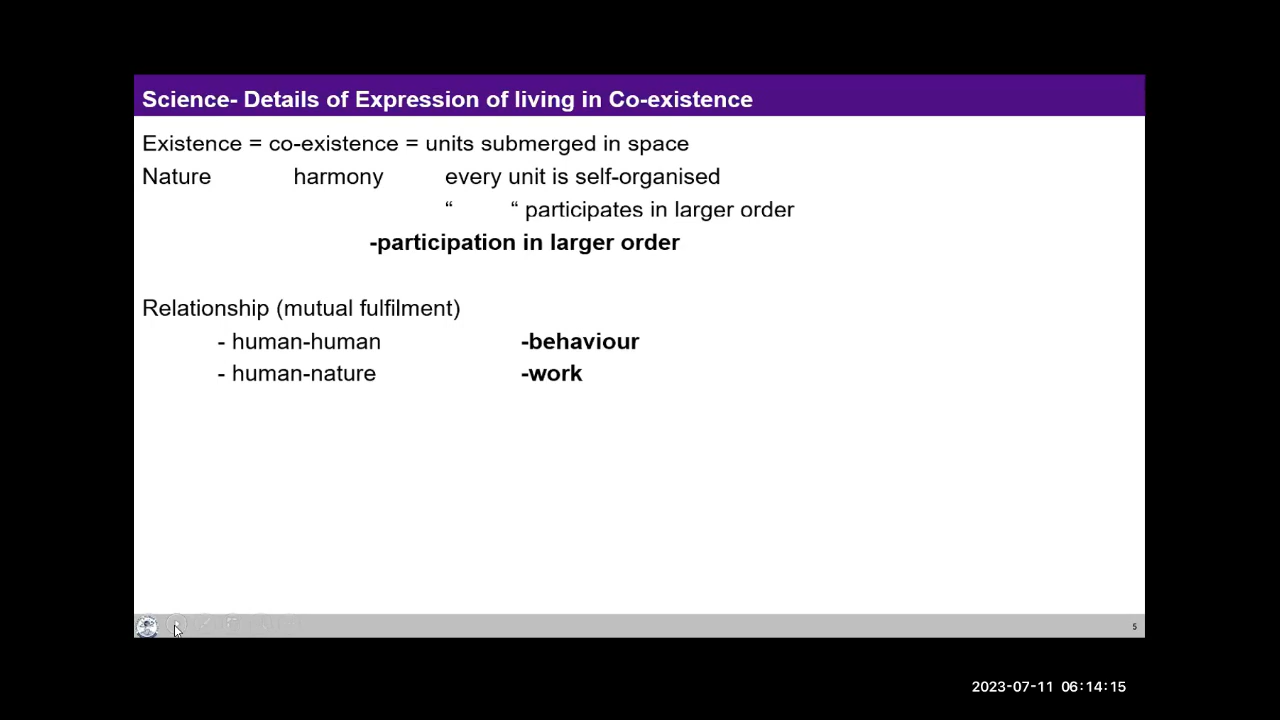 Science- Details of Expression of living in Co-existence
Existence = co-existence = units submerged in space
Nature harmony every unit is self-organised
“ “ participates in larger order
-participation in larger order
Relationship (mutual fulfilment)
- human-human -behaviour
- human-nature -work
5
2023-07-11 06:14:15